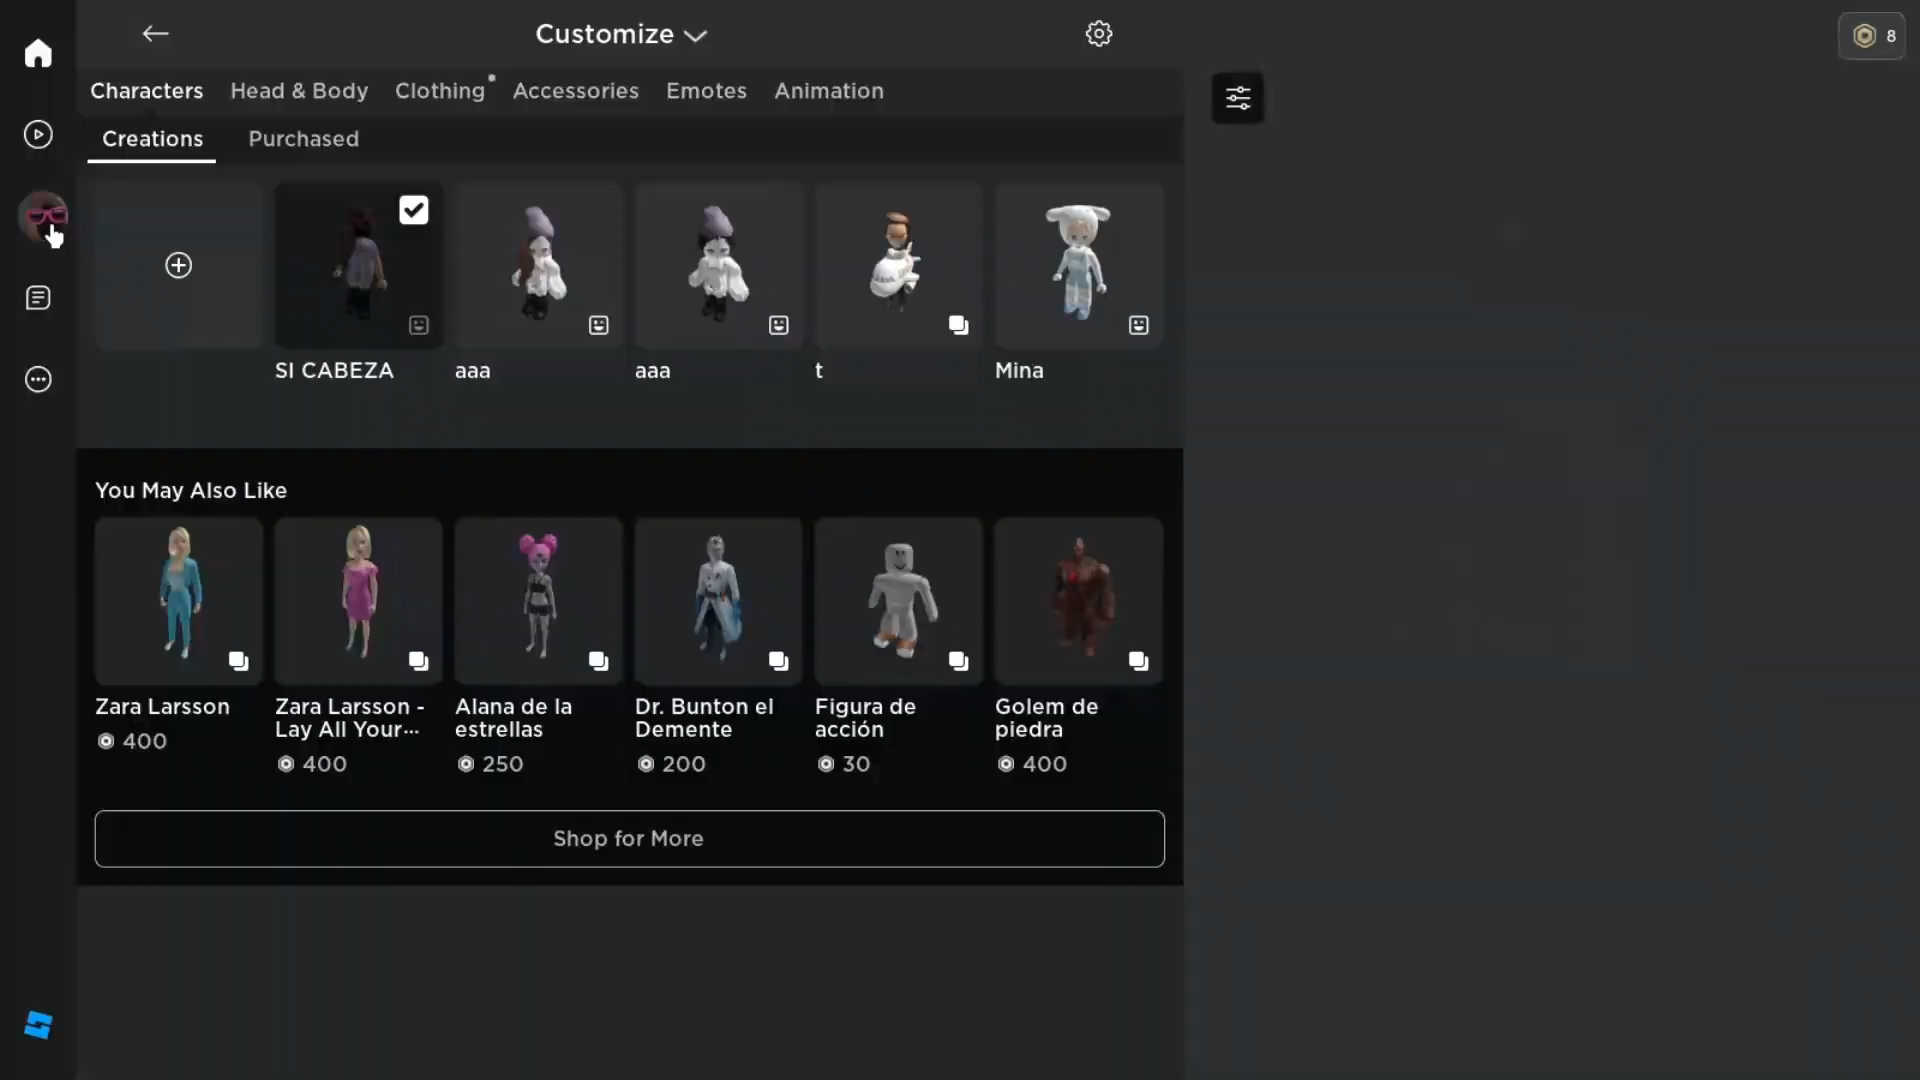 Customize
8
Characters Head & Body Clothing Accessories Emotes Animation
Creations Purchased
SI CABEZA
aaa
aaa
t
Mina
You May Also Like
Zara Larsson
400
Zara Larsson -
Lay All Your...
400
Alana de la
estrellas
250
Dr. Bunton el
Demente
200
Figura de
acción
30
Golem de
piedra
400
Shop for More